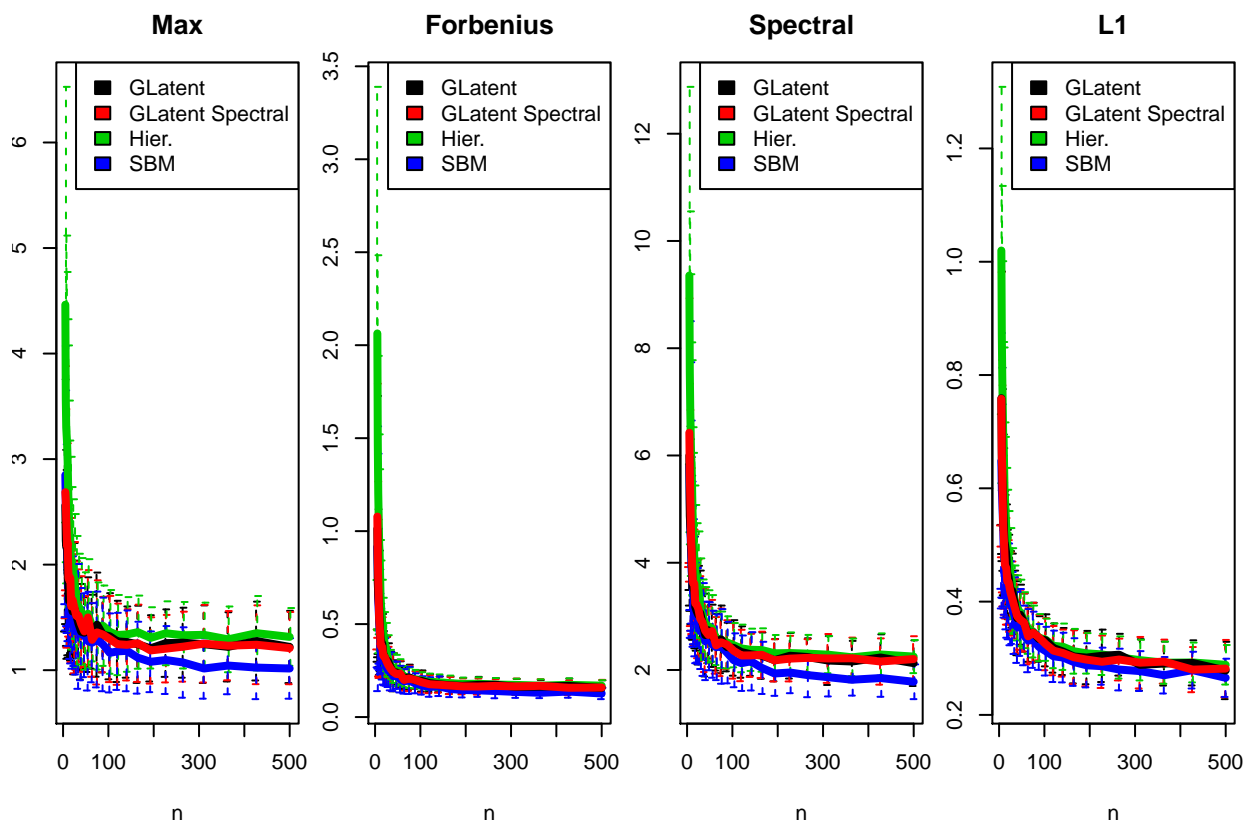 Max
6
5
4
3
2
1
0 100 300 500
n
GLatent
GLatent Spectral
Hier.
SBM
Forbenius
3.5
3.0
2.5
2.0
1.5
1.0
0.5
0.0
0 100 300 500
n
GLatent
GLatent Spectral
Hier.
SBM
Spectral
12
10
8
6
4
2
0 100 300 500
n
GLatent
GLatent Spectral
Hier.
SBM
L1
1.2
1.0
0.8
0.6
0.4
0.2
0 100 300 500
n
GLatent
GLatent Spectral
Hier.
SBM